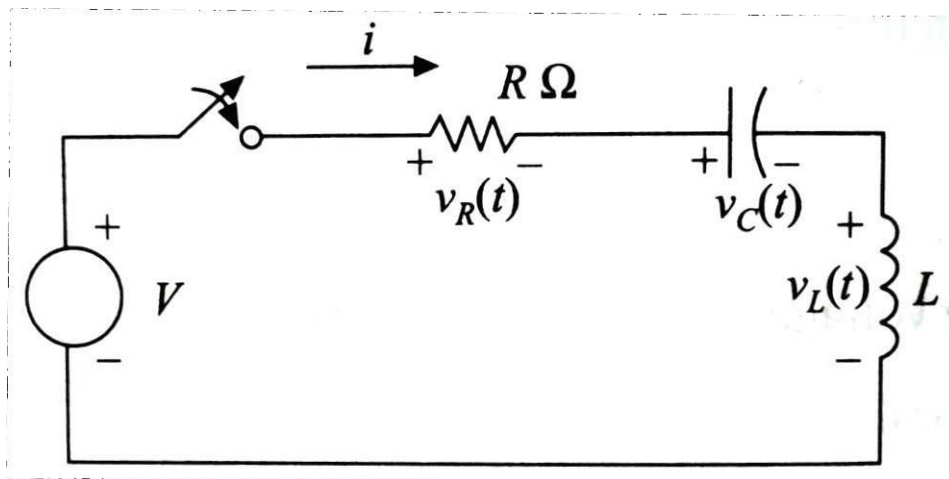 i
R Ω
+ −
v_R(t)
+ −
v_C(t)
+
v_L(t) L
−
+
V
−